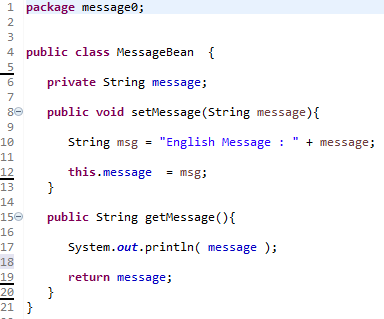 1 package message0;
2
3
4 public class MessageBean  {
5
6    private String message;
7
8    public void setMessage(String message){
9
10       String msg = "English Message : " + message;
11
12       this.message  = msg;
13    }
14
15    public String getMessage(){
16
17       System.out.println( message );
18
19       return message;
20    }
21 }